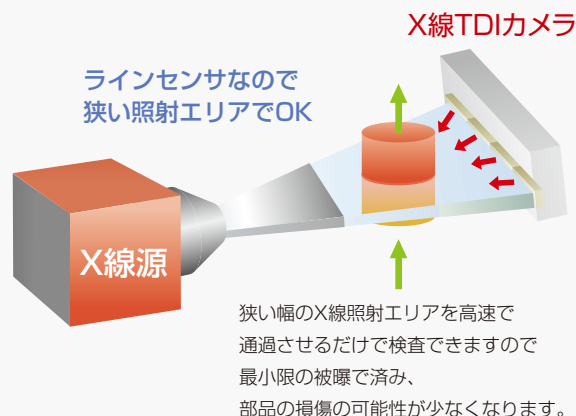 X線TDIカメラ
ラインセンサなので
狭い照射エリアでOK
X線源
狭い幅のX線照射エリアを高速で
通過させるだけで検査できますので
最小限の被曝で済み、
部品の損傷の可能性が少なくなります。